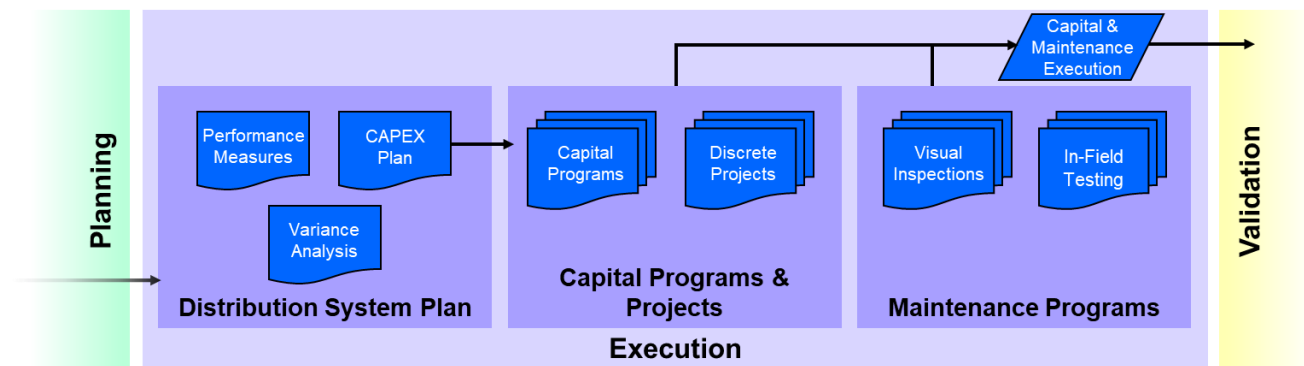 Planning
Performance
Measures
CAPEX
Plan
Variance
Analysis
Distribution System Plan
Capital
Programs
Discrete
Projects
Capital Programs &
Projects
Capital &
Maintenance
Execution
Visual
Inspections
In-Field
Testing
Maintenance Programs
Execution
Validation